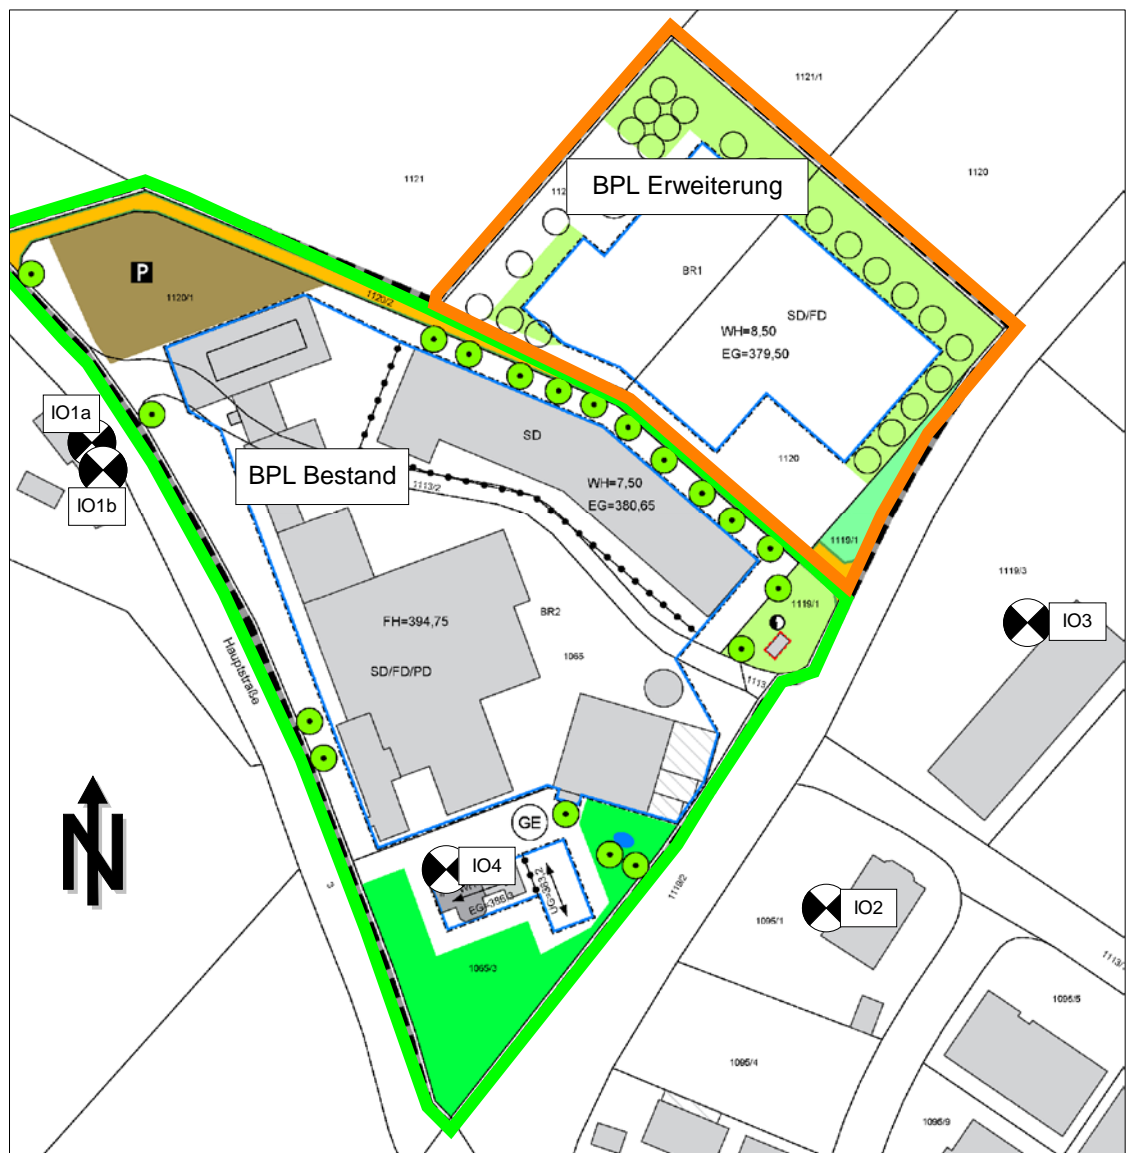 1121/1
1121
1120
BPL Erweiterung
112
BR1
P
1120/1
1120/2
SD/FD
WH=8,50
EG=379,50
IO1a
SD
BPL Bestand
1120
IO1b
1113/2
WH=7,50
EG=380,65
1119/1
1119/3
1119/1
FH=394,75
BR2
IO3
Hauptstraße
1065
SD/FD/PD
1113/
N
GE
IO4
EG=386,3
UG=383,2
3
1119/2
IO2
1095/1
1065/3
1113/
1095/5
1095/4
1095/9